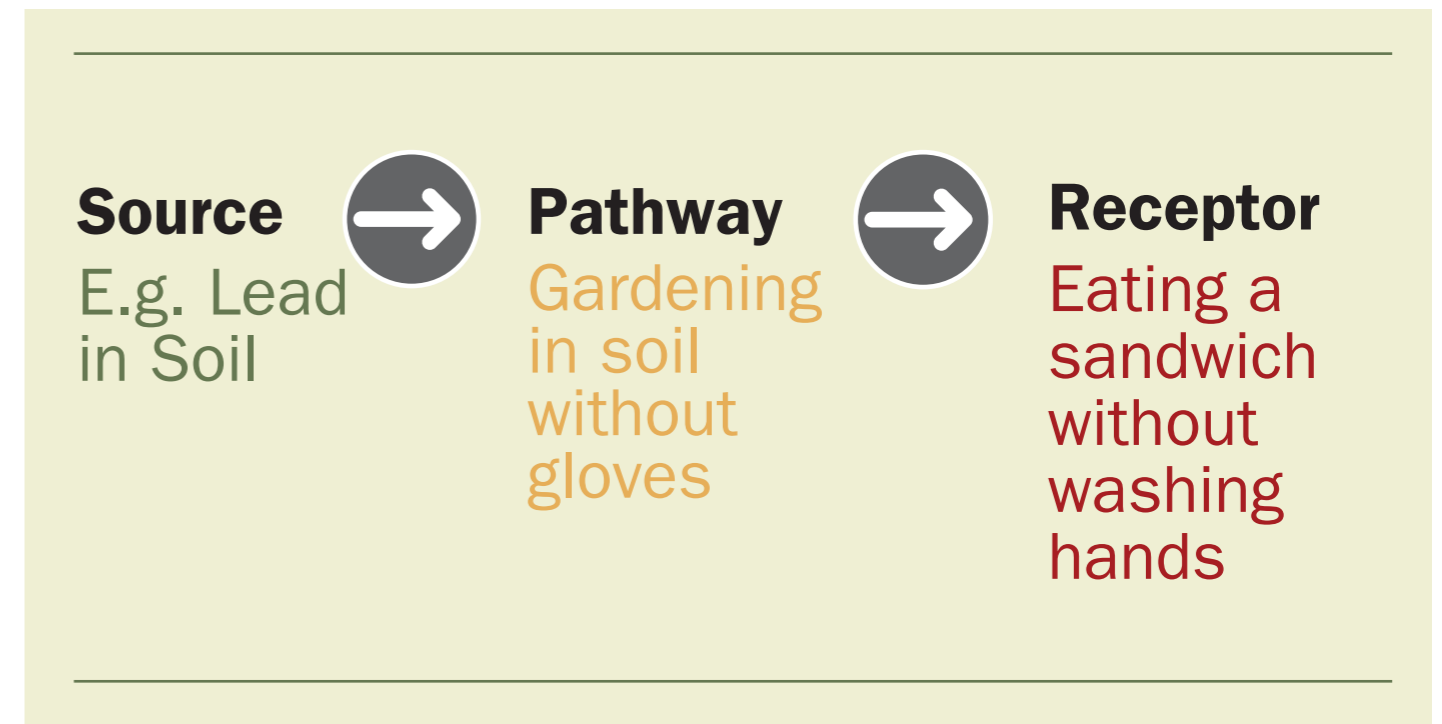 Source
E.g. Lead
in Soil
Pathway
Gardening
in soil
without
gloves
Receptor
Eating a
sandwich
without
washing
hands